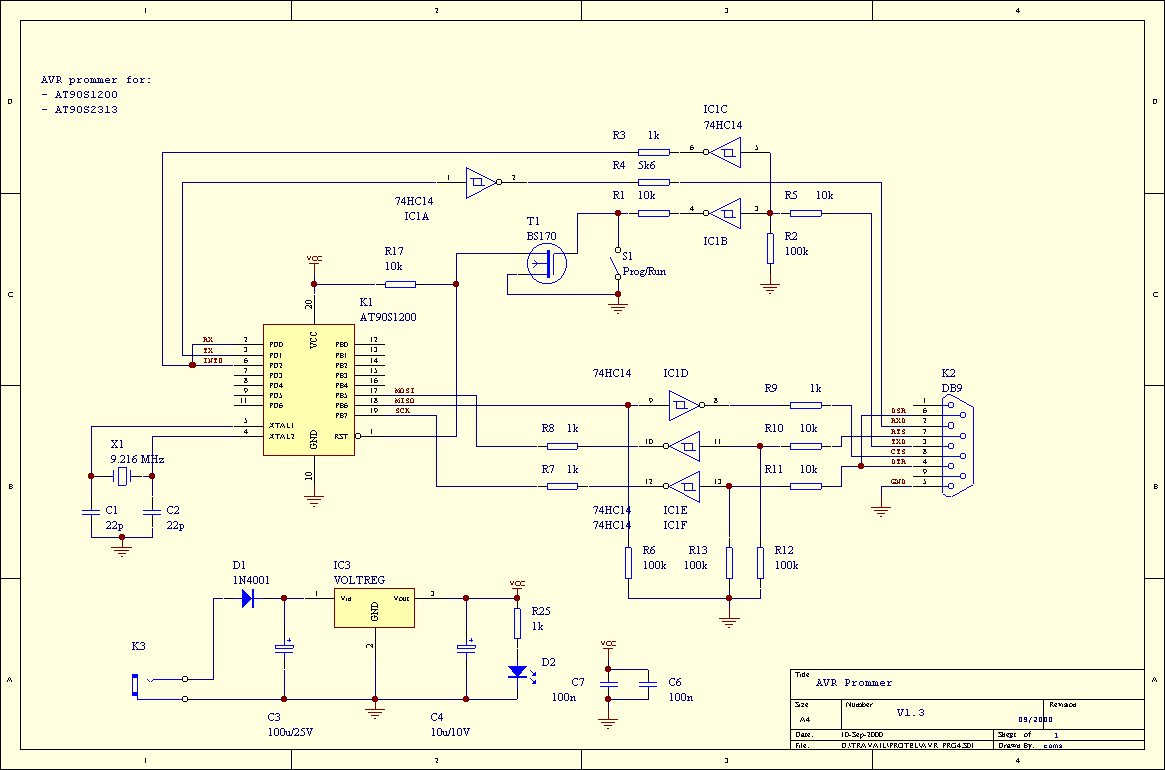 1 2 3 4
AVR prommer for:
- AT90S1200
- AT90S2313
D D
IC1C
74HC14
R3 1k 6 5
R4 5k6
1 2
74HC14
IC1A
R1 10k 4 3 R5 10k
T1
BS170
IC1B
R2
100k
R17
10k
VCC
S1
Prog/Run
C C
K1
AT90S1200
20
VCC
RX 2 PD0 PB0 12
TX 3 PD1 PB1 13
INT0 6 PD2 PB2 14
7 PD3 PB3 15
8 PD4 PB4 16
9 PD5 PB5 17 MOSI
11 PD6 PB6 18 MISO
PB7 19 SCK
5 XTAL1
4 XTAL2 GND RST 1
10
74HC14 IC1D
K2
DB9
R9 1k
9 8
R8 1k 10 11 R10 10k
R7 1k 12 13 R11 10k
1
DSR 6
RXD 2
RTS 7
TXD 3
CTS 8
DTR 4
9
GND 5
X1
9.216 MHz
B B
C1
22p
C2
22p
74HC14 IC1E
74HC14 IC1F
R6
100k
R13
100k
R12
100k
D1
1N4001
IC3
VOLTREG
1 Vin Vout 3
GND
2
VCC
R25
1k
D2
K3
+ +
C3
100u/25V
C4
10u/10V
VCC
C7
100n
C6
100n
A A
Title
AVR Prommer
Size Number Revision
A4 V1.3 09/2000
Date: 10-Sep-2000 Sheet of 1
File: D:\TRAVAIL\PROTEL\AVR_PRG4.SDI Drawn By: coms
1 2 3 4